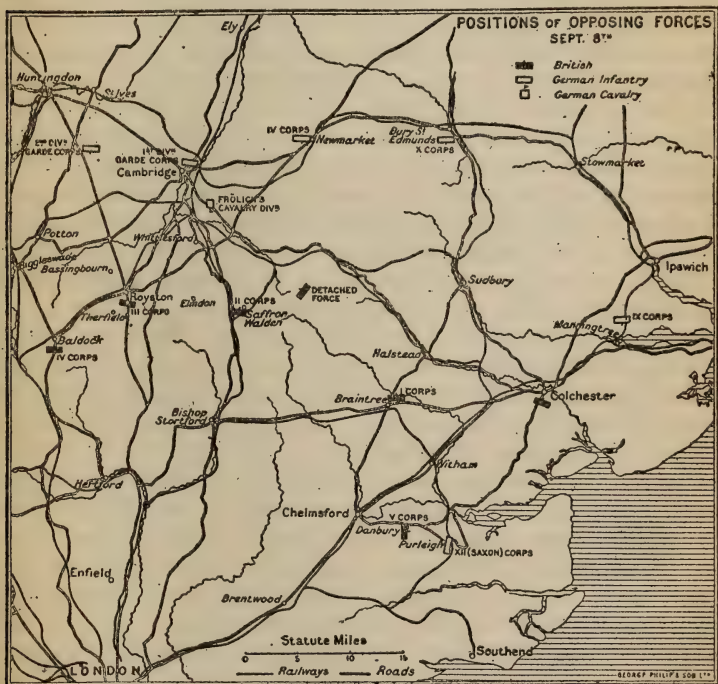 POSITIONS OF OPPOSING FORCES
SEPT. 8TH
British
German Infantry
German Cavalry
Ely
Huntingdon
St Ives
2ND DIVN
GARDE CORPS
1ST DIVN
GARDE CORPS
Cambridge
IV CORPS
Newmarket
Bury St
Edmunds
X CORPS
Stowmarket
FRÖLICH'S
CAVALRY DIVN
Potton
Whittlesford
Biggleswade
Bassingbourn
Ipswich
Sudbury
Royston
Elmdon
II CORPS
DETACHED
FORCE
Therfield
III CORPS
Saffron
Walden
IX CORPS
Manningtree
Baldock
IV CORPS
Halstead
I CORPS
Braintree
Colchester
Bishop
Stortford
Hertford
Witham
Chelmsford
V CORPS
Danbury
Purleigh
XII (SAXON) CORPS
Enfield
Brentwood
Statute Miles
0 5 10 15
Southend
LONDON
Railways
Roads
GEORGE PHILIP & SON LTD